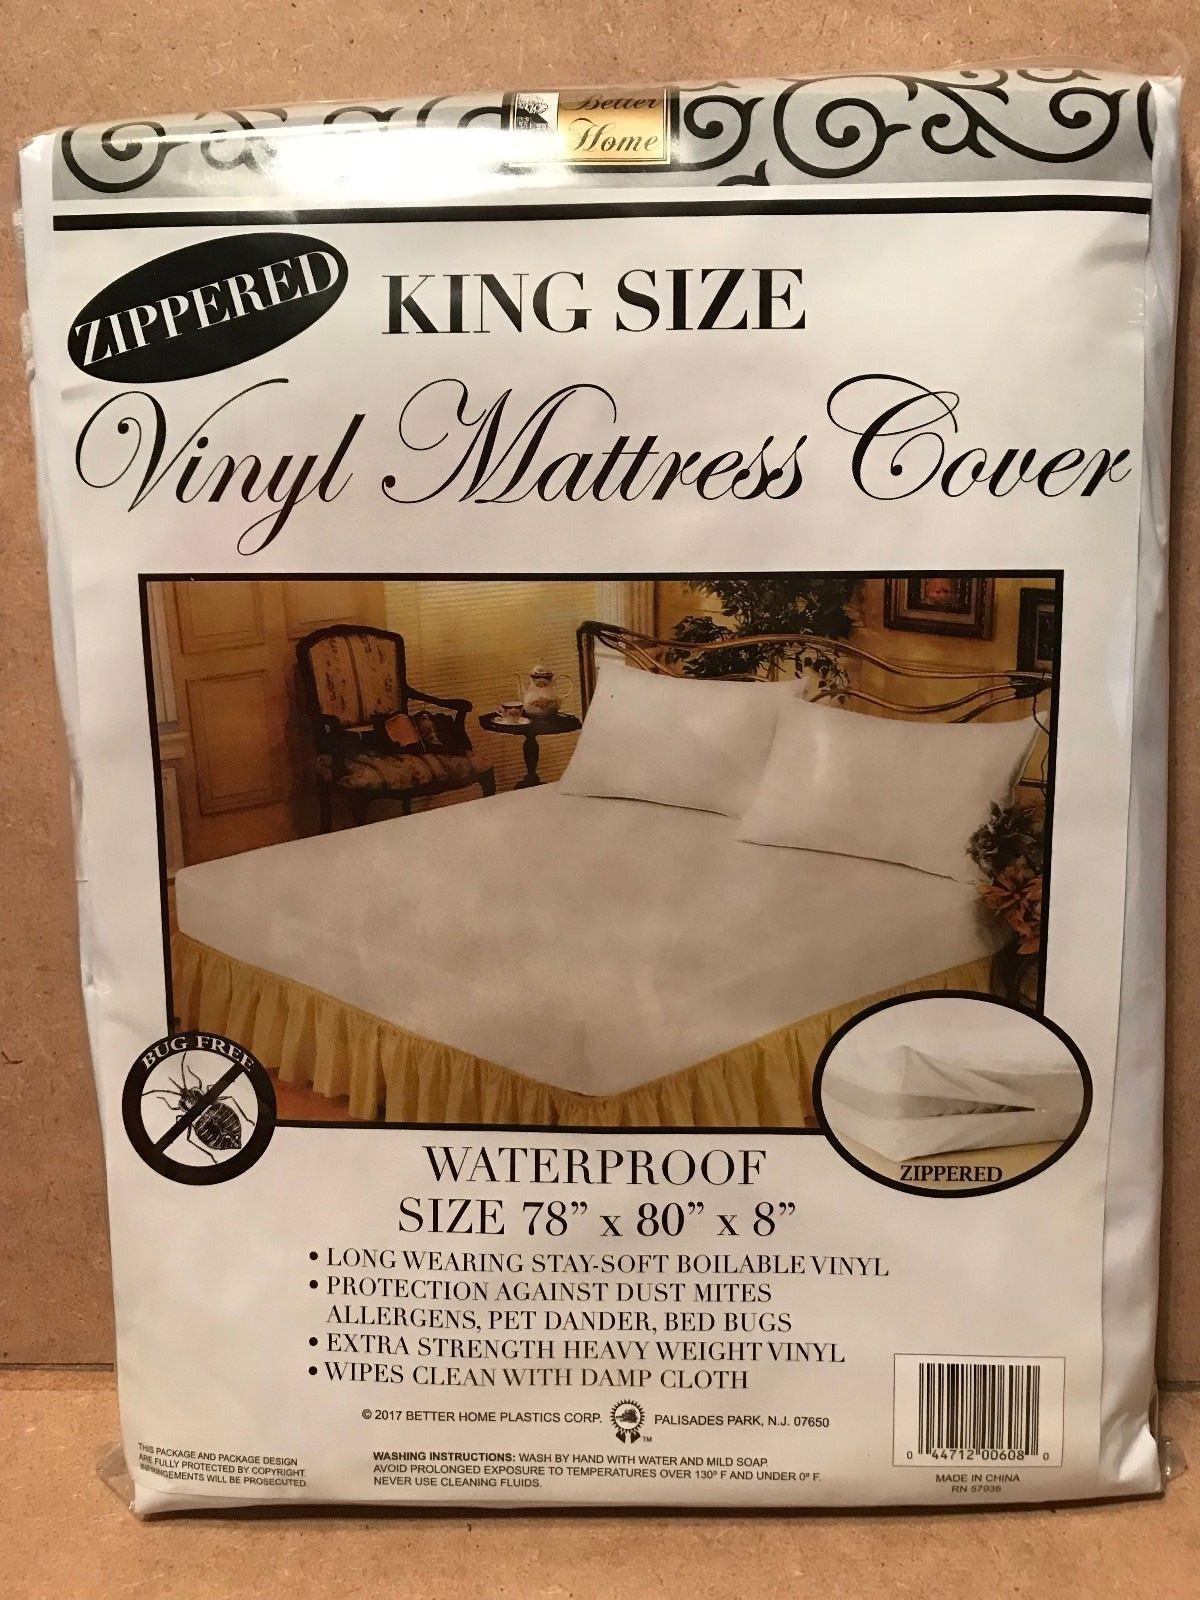 Better
Home
ZIPPERED
KING SIZE
Vinyl Mattress Cover
BUG FREE
ZIPPERED
WATERPROOF
SIZE 78” x 80” x 8”
• LONG WEARING STAY-SOFT BOILABLE VINYL
• PROTECTION AGAINST DUST MITES
ALLERGENS, PET DANDER, BED BUGS
• EXTRA STRENGTH HEAVY WEIGHT VINYL
• WIPES CLEAN WITH DAMP CLOTH
© 2017 BETTER HOME PLASTICS CORP. TM PALISADES PARK, N.J. 07650
THIS PACKAGE AND PACKAGE DESIGN
ARE FULLY PROTECTED BY COPYRIGHT.
INFRINGEMENTS WILL BE PROSECUTED.
WASHING INSTRUCTIONS: WASH BY HAND WITH WATER AND MILD SOAP.
AVOID PROLONGED EXPOSURE TO TEMPERATURES OVER 130º F AND UNDER 0º F.
NEVER USE CLEANING FLUIDS.
0 44712 00608 0
MADE IN CHINA
RN 57936